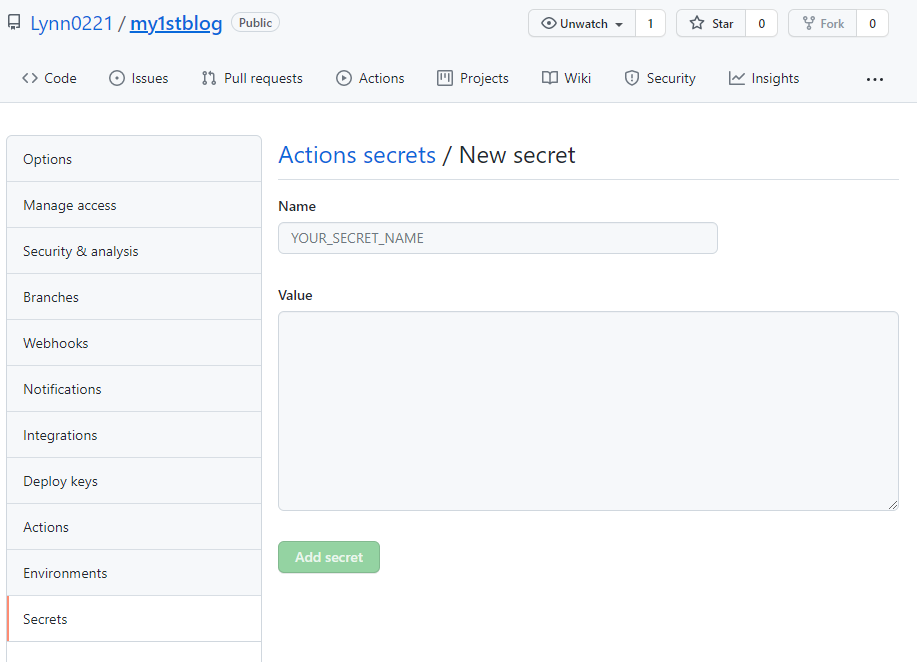 Lynn0221 / my1stblog Public Unwatch 1 Star 0 Fork 0
Code Issues Pull requests Actions Projects Wiki Security Insights ...
Options
Manage access
Security & analysis
Branches
Webhooks
Notifications
Integrations
Deploy keys
Actions
Environments
Secrets
Actions secrets / New secret
Name
YOUR_SECRET_NAME
Value
Add secret